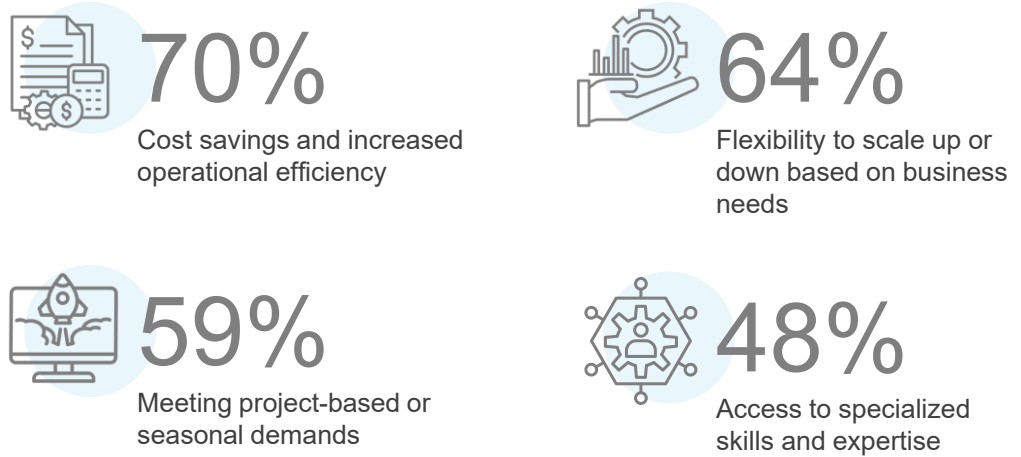 70%
Cost savings and increased
operational efficiency
64%
Flexibility to scale up or
down based on business
needs
59%
Meeting project-based or
seasonal demands
48%
Access to specialized
skills and expertise
$
$